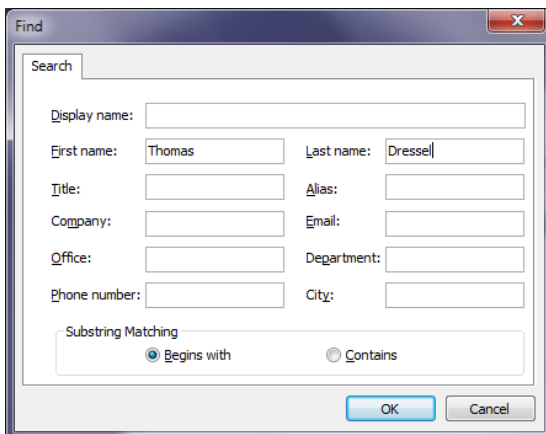 Find
Search
Display name:
First name: Thomas Last name: Dressel
Title: Alias:
Company: Email:
Office: Department:
Phone number: City:
Substring Matching
Begins with Contains
OK Cancel